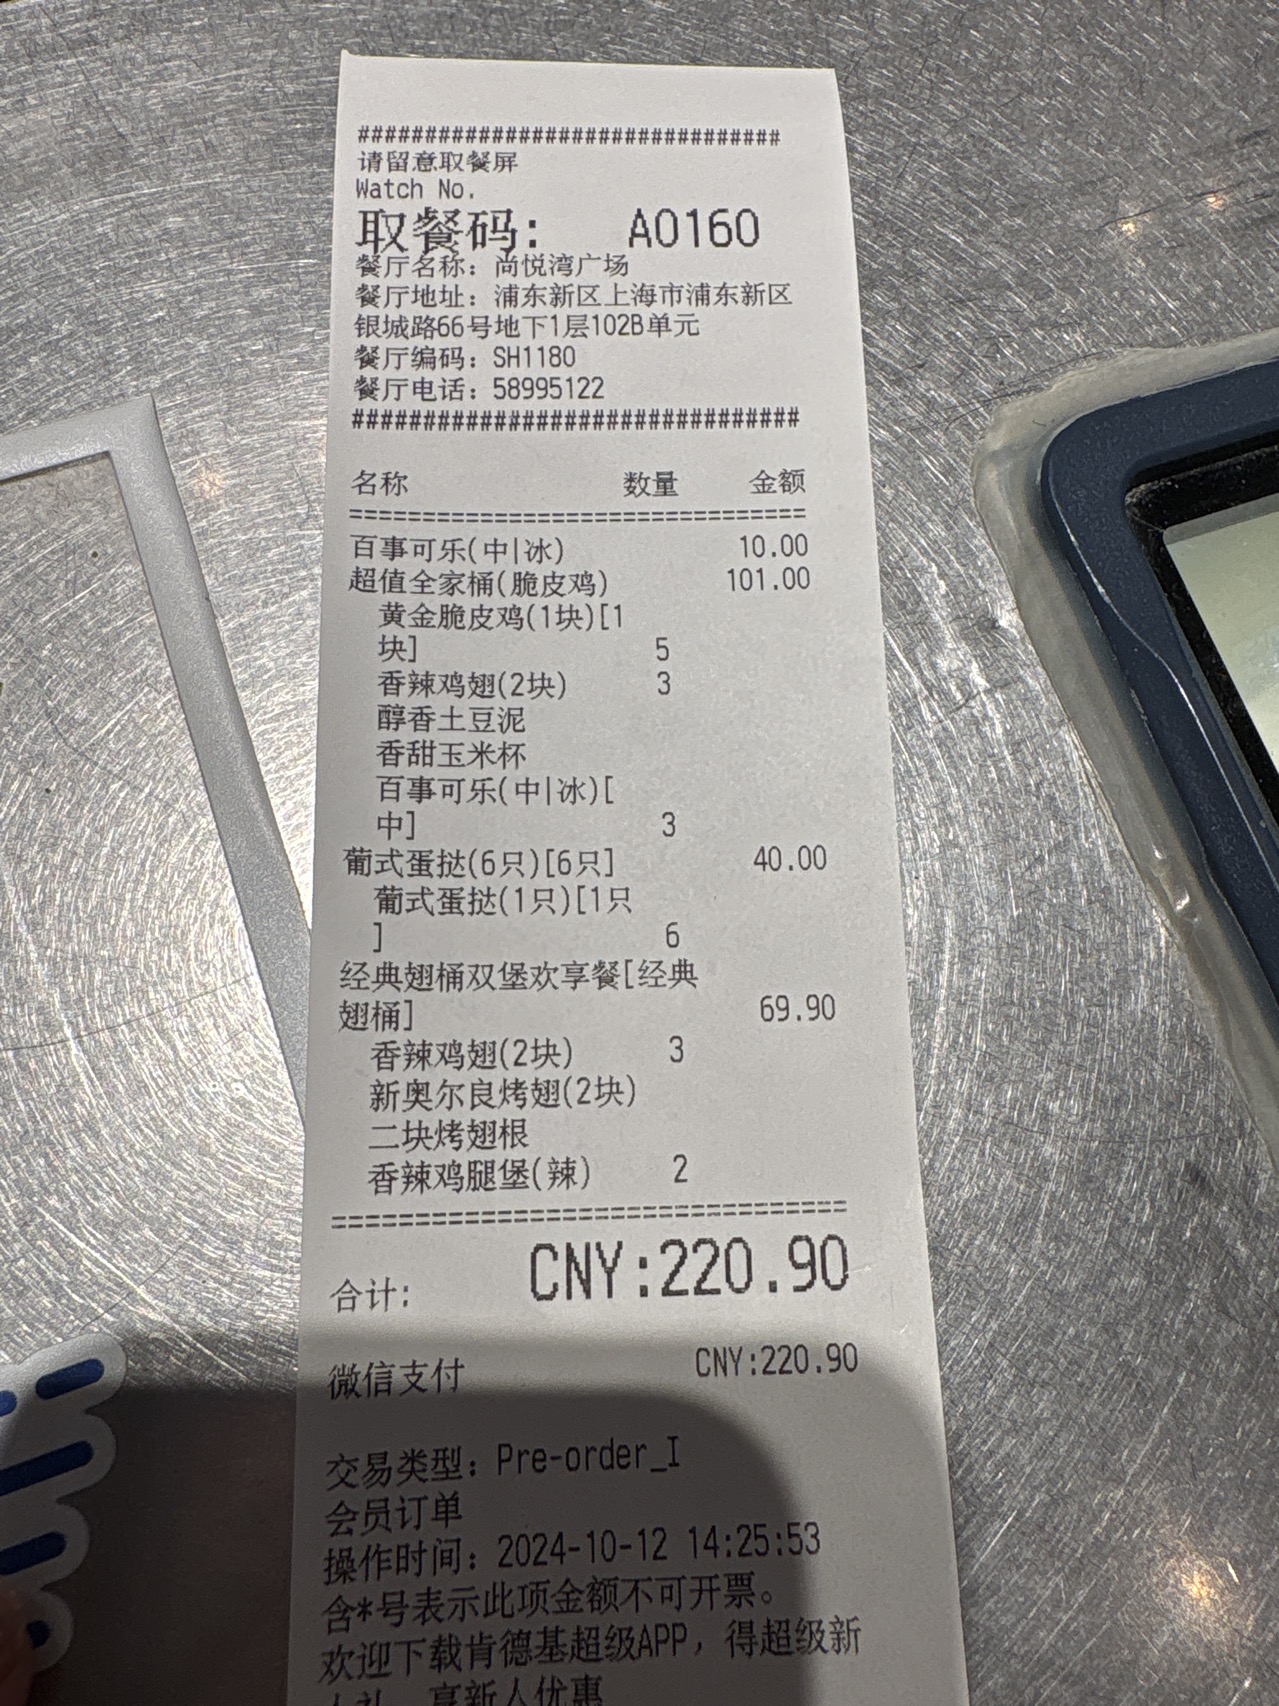 ###############################
请留意取餐屏
Watch No.
取餐码: A0160
餐厅名称: 尚悦湾广场
餐厅地址: 浦东新区上海市浦东新区
银城路66号地下1层102B单元
餐厅编码: SH1180
餐厅电话: 58995122
################################
名称 数量 金额
==============================
百事可乐(中|冰) 10.00
超值全家桶(脆皮鸡) 101.00
黄金脆皮鸡(1块)[1
块] 5
香辣鸡翅(2块) 3
醇香土豆泥
香甜玉米杯
百事可乐(中|冰)[
中] 3
葡式蛋挞(6只)[6只] 40.00
葡式蛋挞(1只)[1只
] 6
经典翅桶双堡欢享餐[经典
翅桶] 69.90
香辣鸡翅(2块) 3
新奥尔良烤翅(2块)
二块烤翅根
香辣鸡腿堡(辣) 2
==============================
合计: CNY:220.90
微信支付 CNY:220.90
交易类型: Pre-order_I
会员订单
操作时间: 2024-10-12 14:25:53
含*号表示此项金额不可开票。
欢迎下载肯德基超级APP, 得超级新
人礼, 享新人优惠